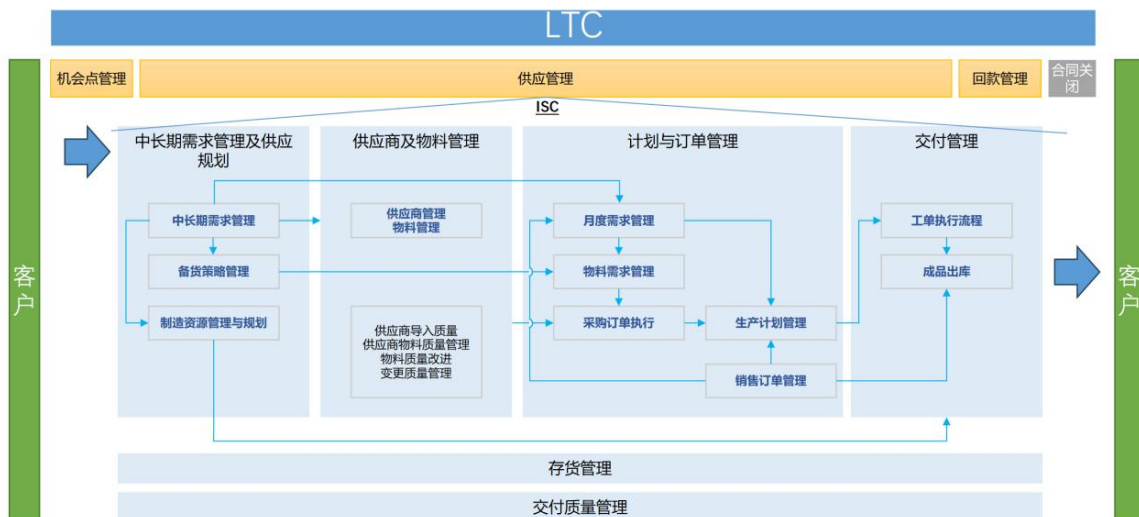 LTC
机会点管理
供应管理
回款管理
合同关
闭
ISC
客
户
中长期需求管理及供应
规划
中长期需求管理
备货策略管理
制造资源管理与规划
供应商及物料管理
供应商管理
物料管理
供应商导入质量
供应商物料质量管理
物料质量改进
变更质量管理
计划与订单管理
月度需求管理
物料需求管理
采购订单执行
生产计划管理
销售订单管理
交付管理
工单执行流程
成品出库
客
户
存货管理
交付质量管理